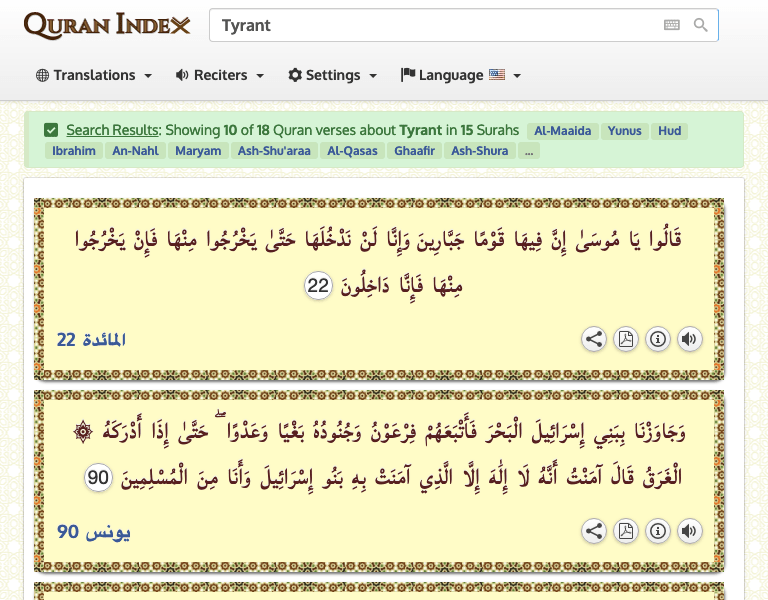 QURAN INDEX
Tyrant
Translations
Reciters
Settings
Language
Search Results: Showing 10 of 18 Quran verses about Tyrant in 15 Surahs Al-Maaida Yunus Hud
Ibrahim An-Nahl Maryam Ash-Shu'araa Al-Qasas Ghaafir Ash-Shura ...
قَالُوا يَا مُوسَىٰ إِنَّ فِيهَا قَوْمًا جَبَّارِينَ وَإِنَّا لَنْ نَدْخُلَهَا حَتَّىٰ يَخْرُجُوا مِنْهَا فَإِنْ يَخْرُجُوا
مِنْهَا فَإِنَّا دَاخِلُونَ 22
المائدة 22
وَجَاوَزْنَا بِبَنِي إِسْرَائِيلَ الْبَحْرَ فَأَتْبَعَهُمْ فِرْعَوْنُ وَجُنُودُهُ بَغْيًا وَعَدْوًا ۖ حَتَّىٰ إِذَا أَدْرَكَهُ ۞
الْغَرَقُ قَالَ آمَنْتُ أَنَّهُ لَا إِلَٰهَ إِلَّا الَّذِي آمَنَتْ بِهِ بَنُو إِسْرَائِيلَ وَأَنَا مِنَ الْمُسْلِمِينَ 90
يونس 90